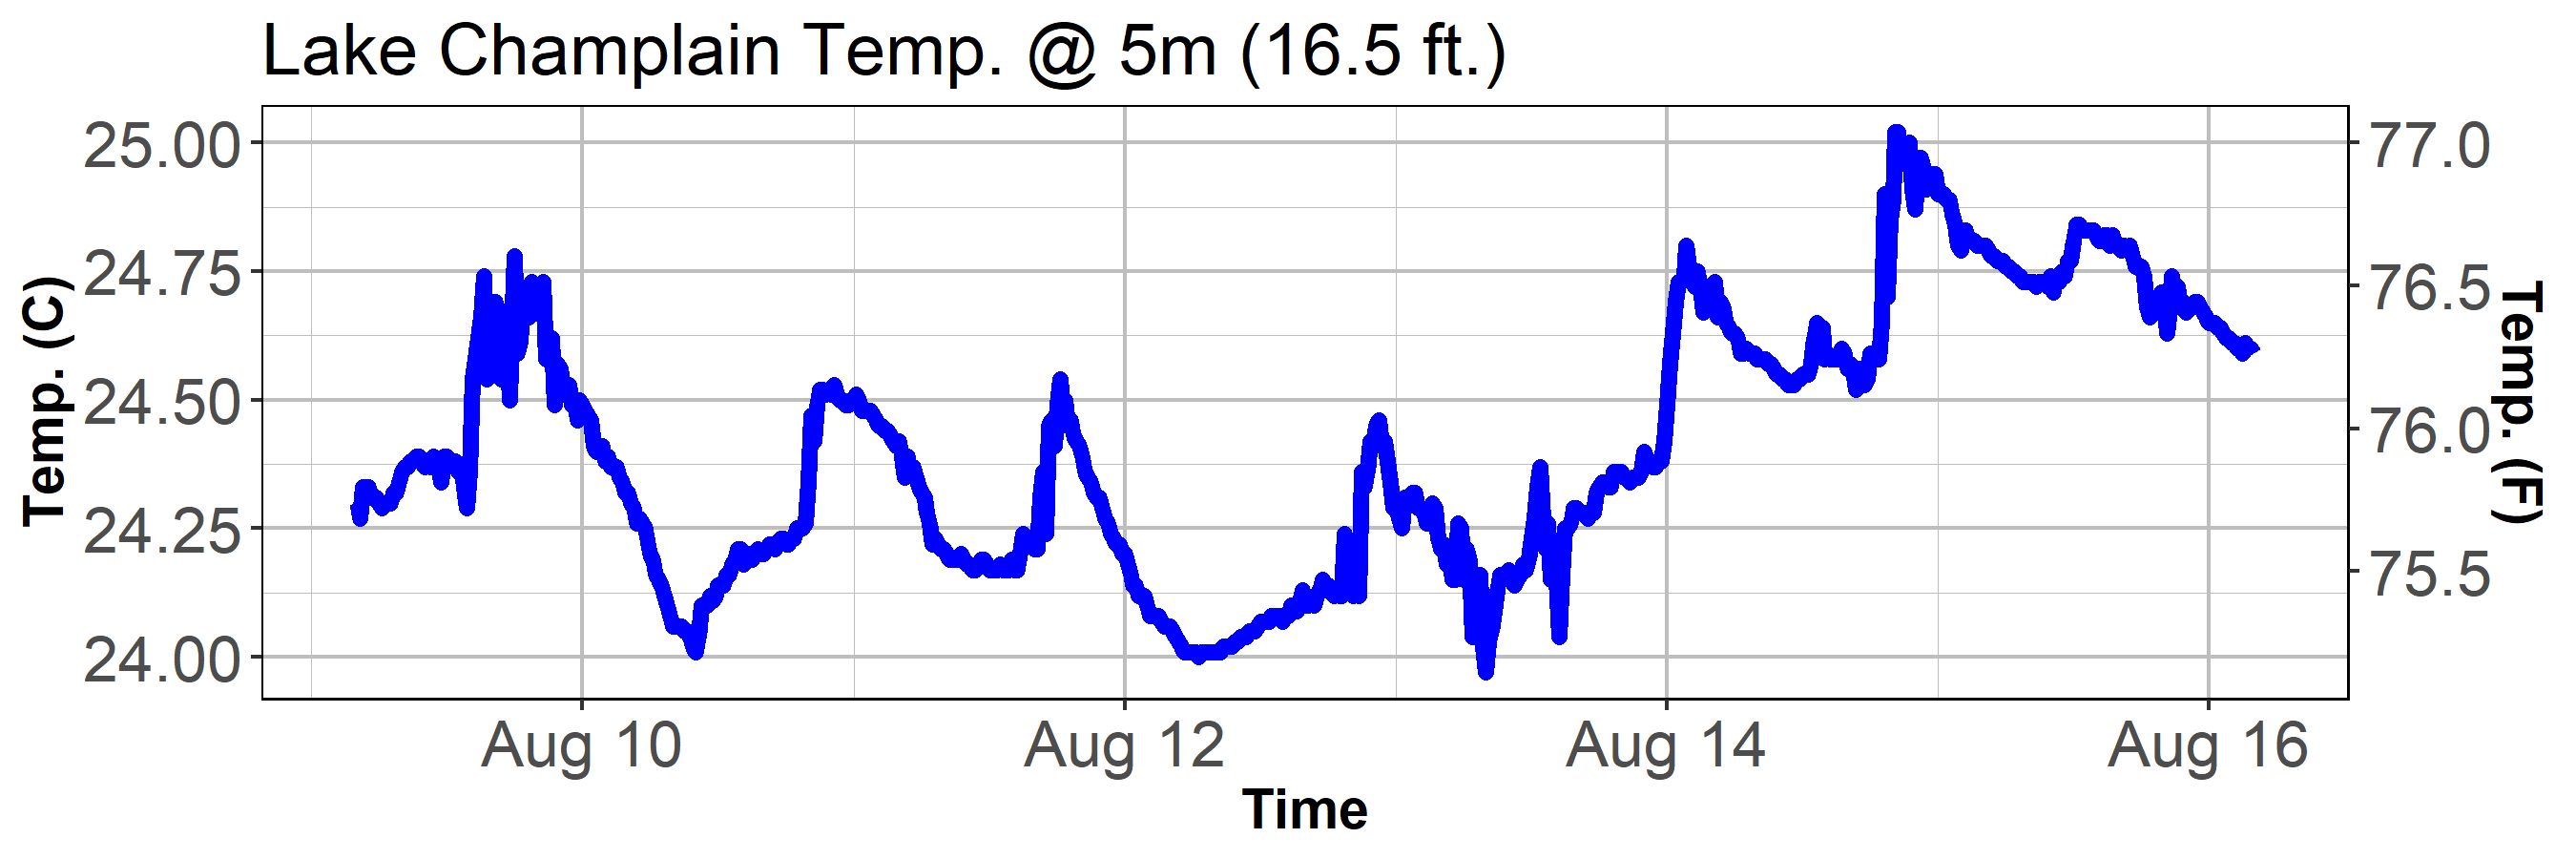 Lake Champlain Temp. @ 5m (16.5 ft.)
25.00
24.75
24.50
24.25
24.00
Temp. (C)
77.0
76.5
76.0
75.5
Temp. (F)
Aug 10 Aug 12 Aug 14 Aug 16
Time